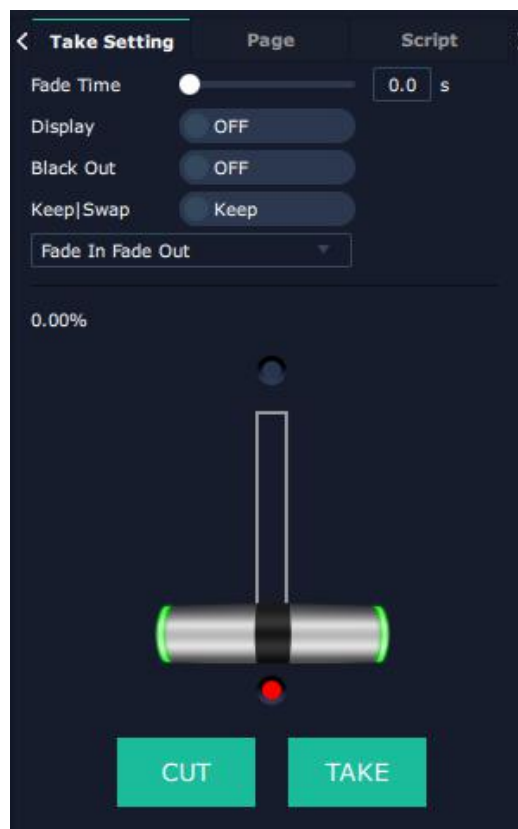 Take Setting Page Script
Fade Time 0.0 s
Display OFF
Black Out OFF
Keep|Swap Keep
Fade In Fade Out
0.00%
CUT TAKE